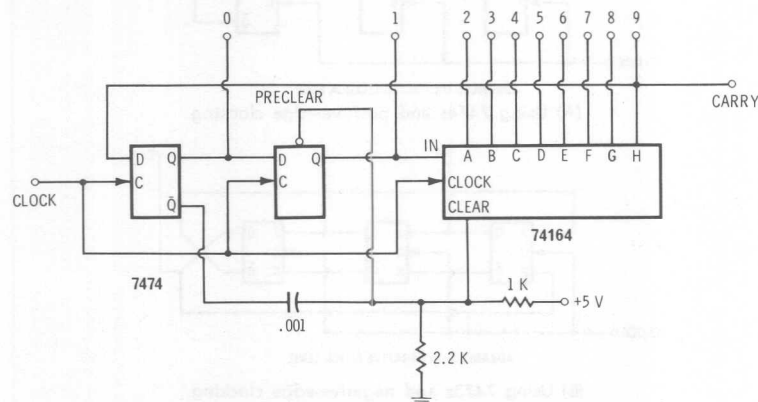 0 1 2 3 4 5 6 7 8 9
PRECLEAR
CARRY
D Q D Q IN A B C D E F G H
C C
CLOCK
CLOCK Q̄ CLEAR
7474 74164
1 K
+5 V
.001
2.2 K